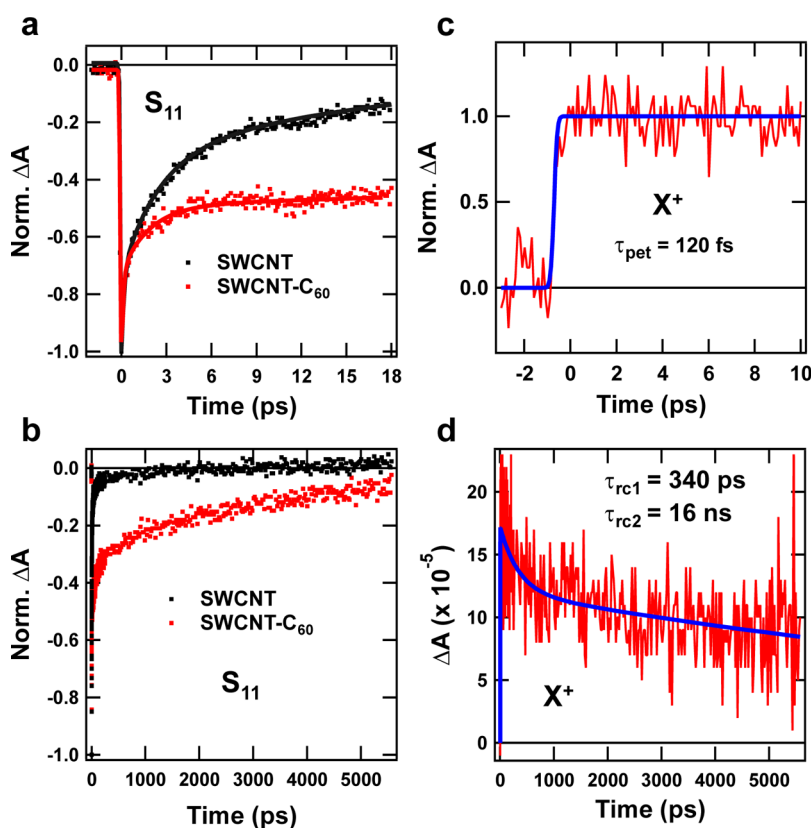 a
Norm. ΔA
0.0
-0.2
-0.4
-0.6
-0.8
-1.0
S11
SWCNT
SWCNT-C60
0 3 6 9 12 15 18
Time (ps)
c
Norm. ΔA
1.0
0.5
0.0
X+
τpet = 120 fs
-2 0 2 4 6 8 10
Time (ps)
b
Norm. ΔA
0.0
-0.2
-0.4
-0.6
-0.8
-1.0
SWCNT
SWCNT-C60
S11
0 1000 2000 3000 4000 5000
Time (ps)
d
ΔA (x 10-5)
20
15
10
5
0
τrc1 = 340 ps
τrc2 = 16 ns
X+
0 1000 2000 3000 4000 5000
Time (ps)